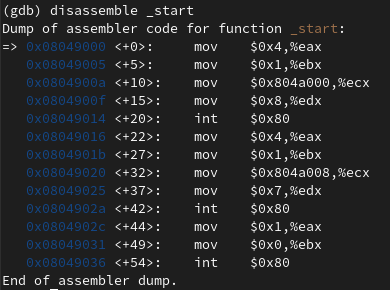 (gdb) disassemble _start
Dump of assembler code for function _start:
=> 0x08049000 <+0>:     mov    $0x4,%eax
   0x08049005 <+5>:     mov    $0x1,%ebx
   0x0804900a <+10>:    mov    $0x804a000,%ecx
   0x0804900f <+15>:    mov    $0x8,%edx
   0x08049014 <+20>:    int    $0x80
   0x08049016 <+22>:    mov    $0x4,%eax
   0x0804901b <+27>:    mov    $0x1,%ebx
   0x08049020 <+32>:    mov    $0x804a008,%ecx
   0x08049025 <+37>:    mov    $0x7,%edx
   0x0804902a <+42>:    int    $0x80
   0x0804902c <+44>:    mov    $0x1,%eax
   0x08049031 <+49>:    mov    $0x0,%ebx
   0x08049036 <+54>:    int    $0x80
End of assembler dump.